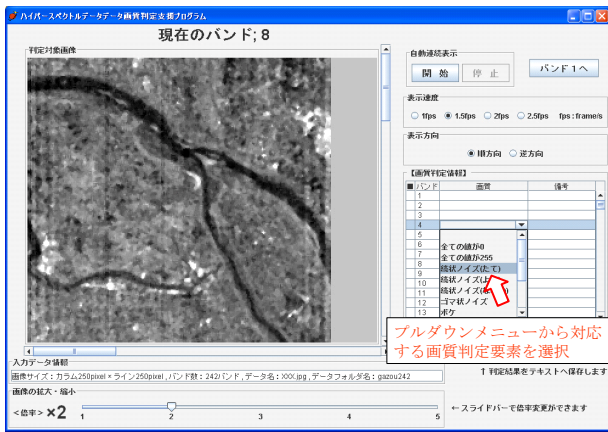 ハイパースペクトルデータデータ画質判定支援プログラム
現在のバンド; 8
判定対象画像
自動連続表示
開 始
停 止
バンド1へ
表示速度
1fps 1.5fps 2fps 2.5fps fps : frame/s
表示方向
順方向 逆方向
【画質判定情報】
バンド 画質 備考
1
2
3
4
5
6
7
8
9
10
11
12
13
全ての値が0
全ての値が255
縞状ノイズ(たて)
縞状ノイズ(よ
縞状ノイズ(
ゴマ状ノイズ
ボケ
プルダウンメニューから対応
する画質判定要素を選択
入力データ情報
画像サイズ : カラム250pixel × ライン250pixel , バンド数 : 242バンド , データ名 : XXX.jpg , データフォルダ名 : gazou242
↑ 判定結果をテキストへ保存します
画像の拡大・縮小
<倍率> ×2
1 2 3 4 5
←スライドバーで倍率変更ができます